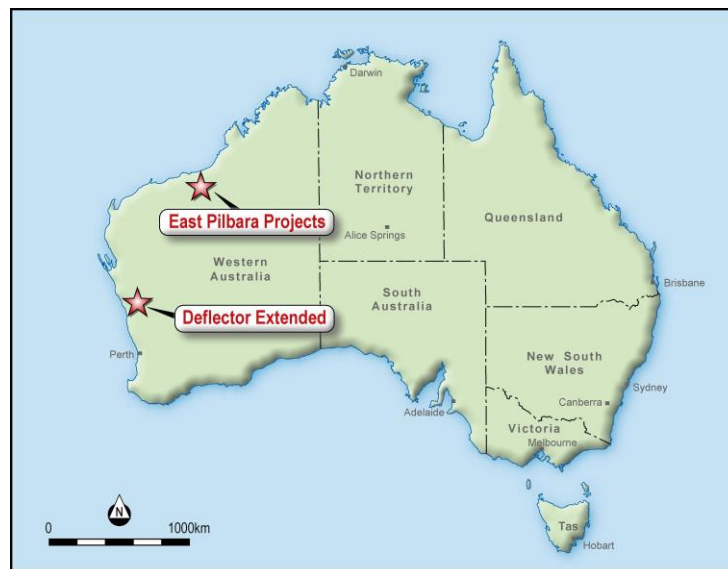 Darwin
Northern
Territory
East Pilbara Projects
Queensland
Alice Springs
Western
Australia
South
Australia
Brisbane
Deflector Extended
Perth
New South
Wales
Sydney
Canberra
Adelaide
Victoria
Melbourne
N
0 1000km
Tas
Hobart